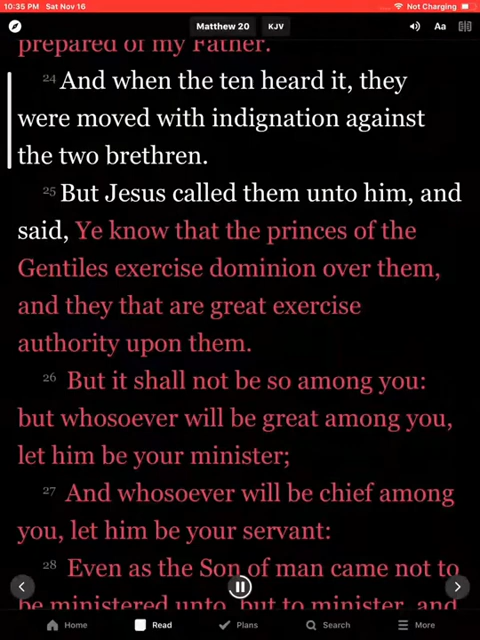 10:35 PM Sat Nov 16
Not Charging
Matthew 20 KJV
Aa
prepared of my Father.
24 And when the ten heard it, they
were moved with indignation against
the two brethren.
25 But Jesus called them unto him, and
said, Ye know that the princes of the
Gentiles exercise dominion over them,
and they that are great exercise
authority upon them.
26 But it shall not be so among you:
but whosoever will be great among you,
let him be your minister;
27 And whosoever will be chief among
you, let him be your servant:
28 Even as the Son of man came not to
be ministered unto, but to minister, and
Home Read Plans Search More